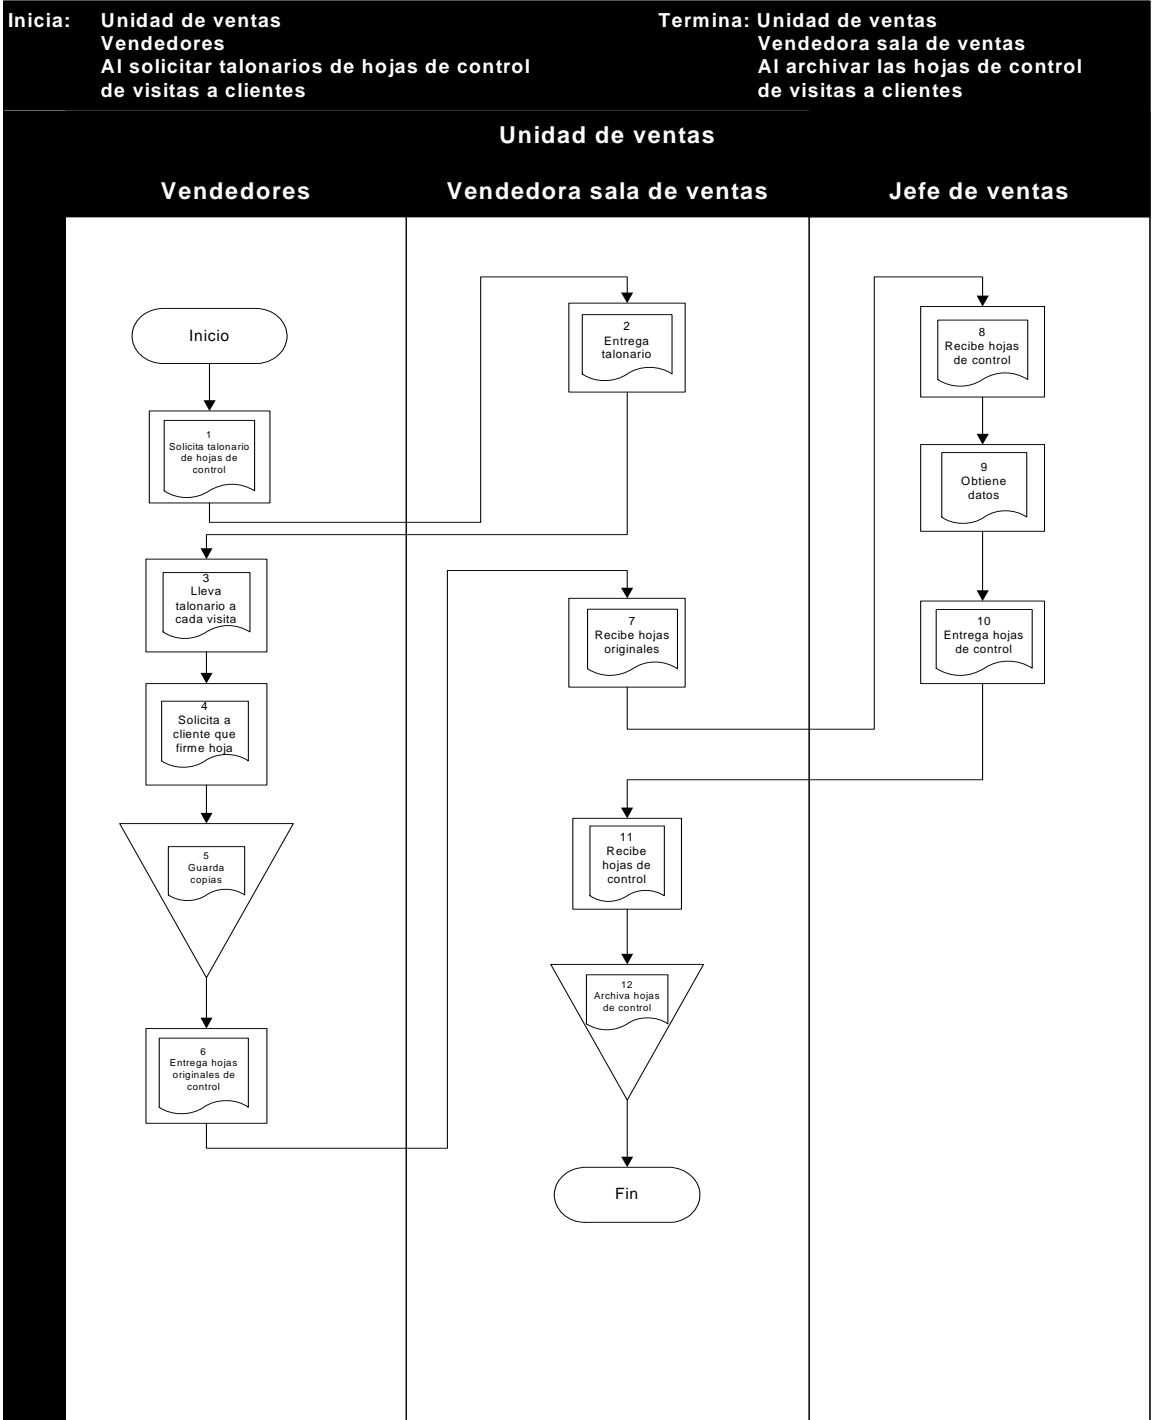 Inicia: Unidad de ventas
Vendedores
Al solicitar talonarios de hojas de control
de visitas a clientes
Termina: Unidad de ventas
Vendedora sala de ventas
Al archivar las hojas de control
de visitas a clientes
Unidad de ventas
Vendedores
Vendedora sala de ventas
Jefe de ventas
Inicio
1
Solicita talonario
de hojas de
control
2
Entrega
talonario
3
Lleva
talonario a
cada visita
4
Solicita a
cliente que
firme hoja
5
Guarda
copias
6
Entrega hojas
originales de
control
7
Recibe hojas
originales
8
Recibe hojas
de control
9
Obtiene
datos
10
Entrega hojas
de control
11
Recibe
hojas de
control
12
Archiva hojas
de control
Fin